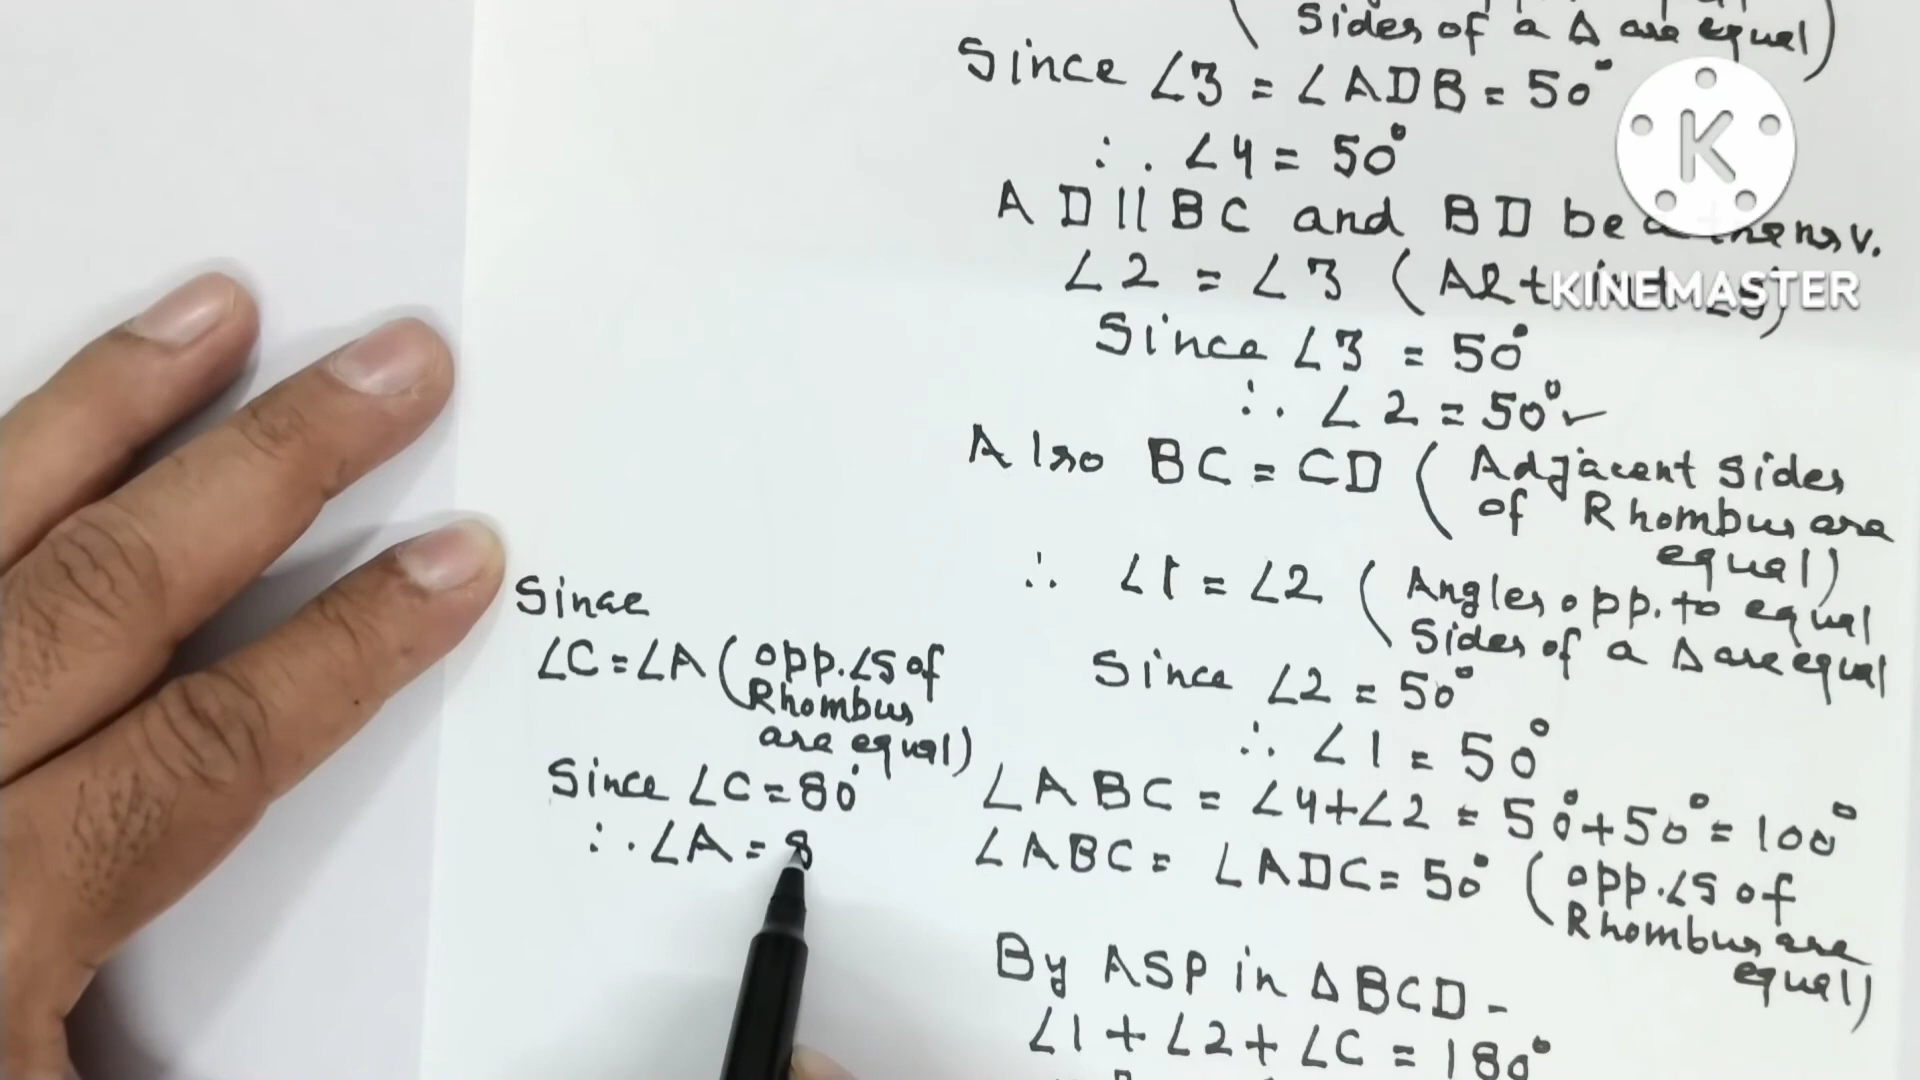 Sides of a Δ are equal)
Since ∠3 = ∠ADB = 50°
∴ ∠4 = 50°
AD || BC and BD be a
∠2 = ∠3 (Alt
KINEMASTER
Since ∠3 = 50°
∴ ∠2 = 50° ✓
Also BC = CD (Adjacent Sides
of Rhombus are
equal)
∴ ∠1 = ∠2 (Angles opp. to equal
Sides of a Δ are equal
Since ∠2 = 50°
∴ ∠1 = 50°
∠ABC = ∠4+∠2 = 50°+50° = 100°
∠ABC = ∠ADC = 50° (opp. ∠s of
Rhombus are
equal)
By ASP in ΔBCD -
∠1 + ∠2 + ∠C = 180°
Since
∠C = ∠A (opp. ∠s of
Rhombus
are equal)
Since ∠C = 80°
∴ ∠A = 8